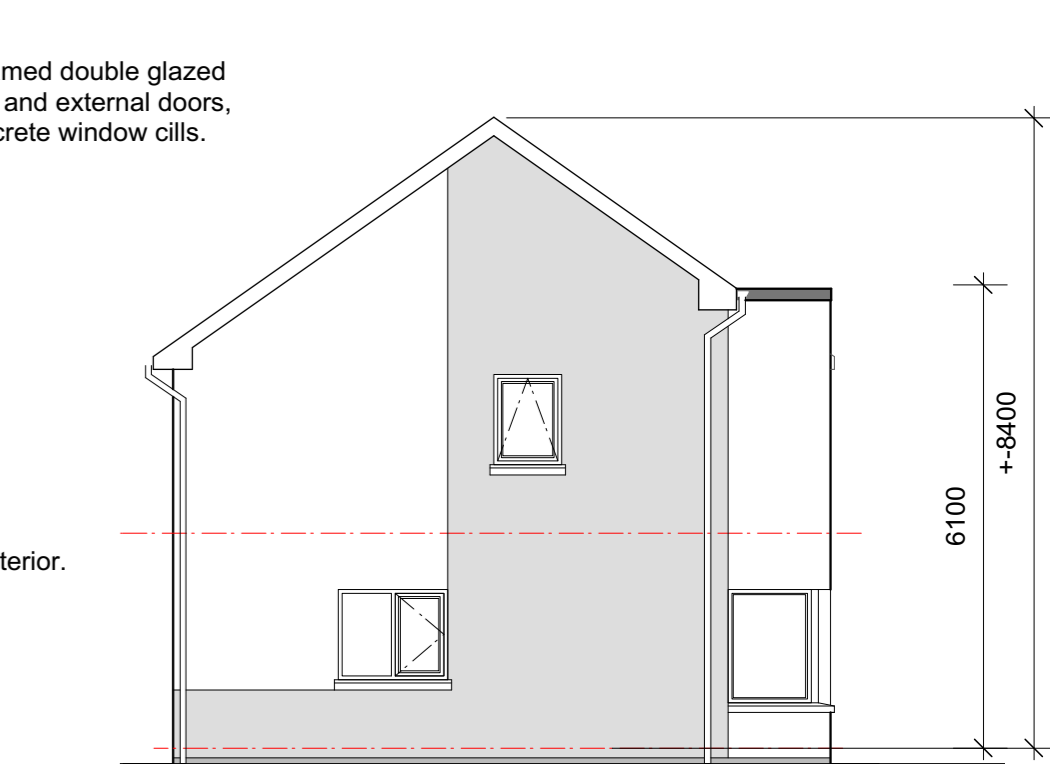 med double glazed
and external doors,
crete window cills.
terior.
6100
+-8400